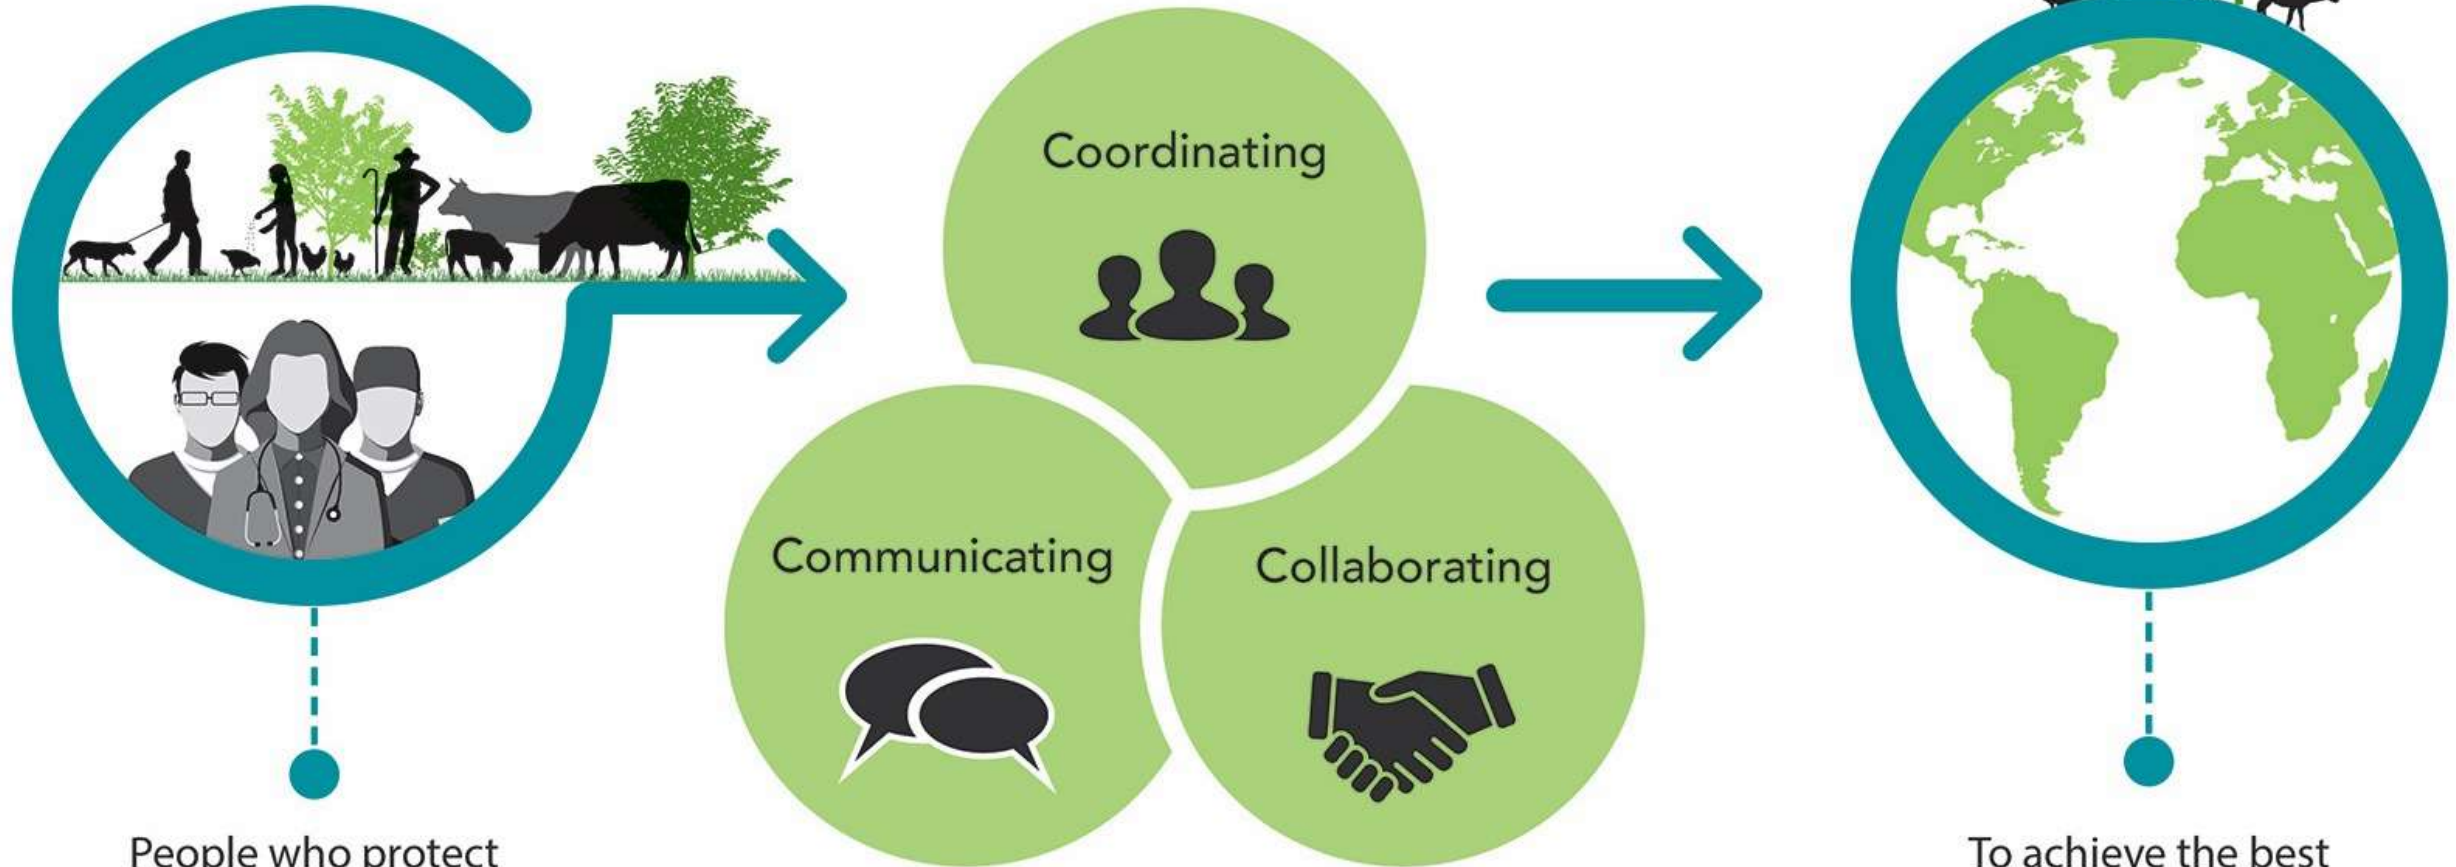 Coordinating
Communicating
Collaborating
People who protect
To achieve the best